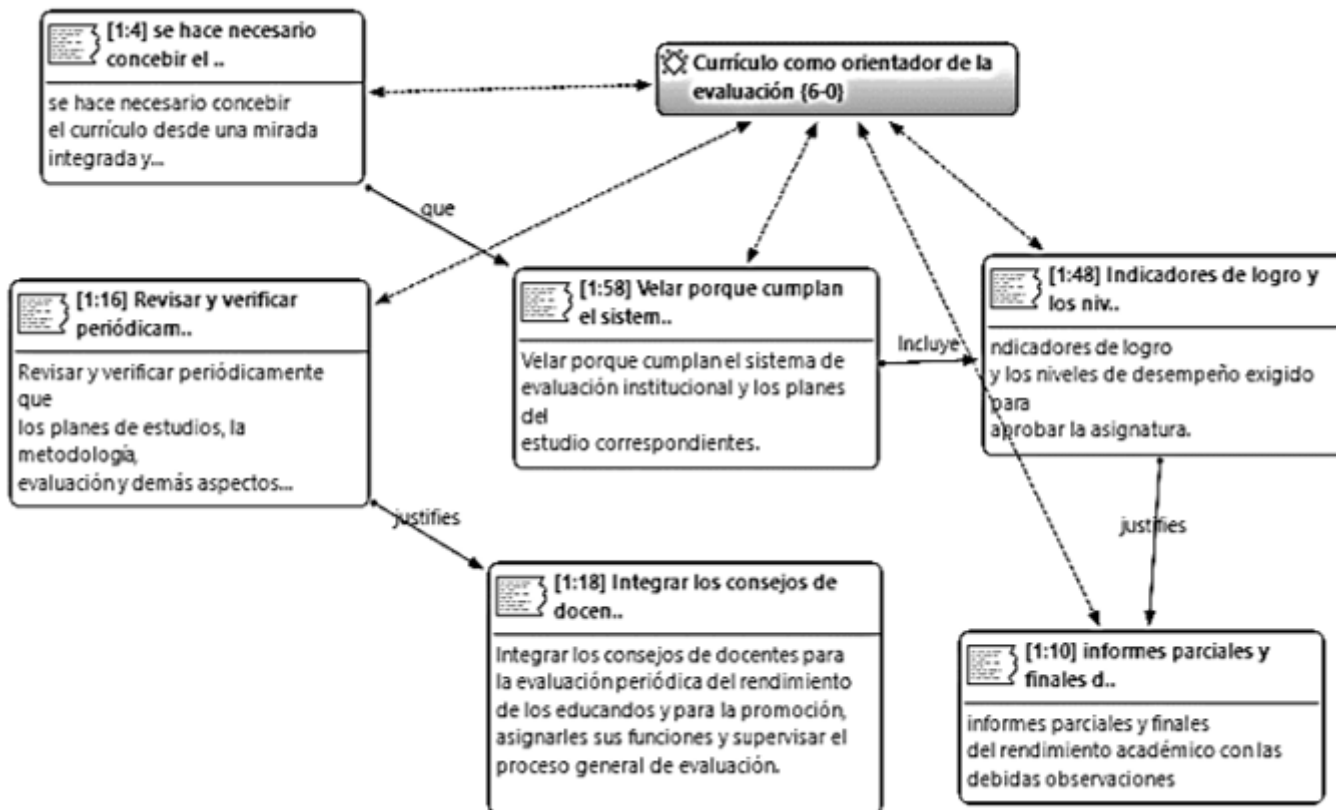 [1:4] se hace necesario
concebir el ..
se hace necesario concebir
el currículo desde una mirada
integrada y...
Currículo como orientador de la
evaluación {6-0}
que
[1:16] Revisar y verificar
periódicam..
Revisar y verificar periódicamente
que
los planes de estudios, la
metodología,
evaluación y demás aspectos...
[1:58] Velar porque cumplan
el sistem..
Velar porque cumplan el sistema de
evaluación institucional y los planes
del
estudio correspondientes.
Incluye
[1:48] Indicadores de logro y
los niv..
ndicadores de logro
y los niveles de desempeño exigido
para
aprobar la asignatura.
justifies
justifies
[1:18] Integrar los consejos de
docen..
Integrar los consejos de docentes para
la evaluación periódica del rendimiento
de los educandos y para la promoción,
asignarles sus funciones y supervisar el
proceso general de evaluación.
[1:10] informes parciales y
finales d..
informes parciales y finales
del rendimiento académico con las
debidas observaciones